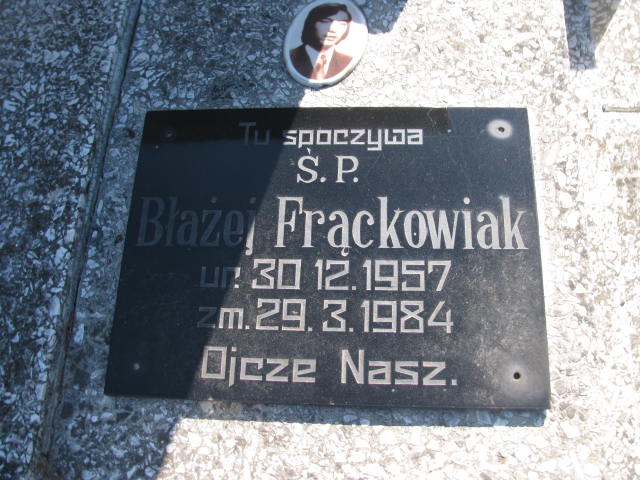 Tu spoczywa
Ś.P.
Błażej Frąckowiak
ur. 30 12.1957
zm. 29. 3. 1984
Ojcze Nasz.